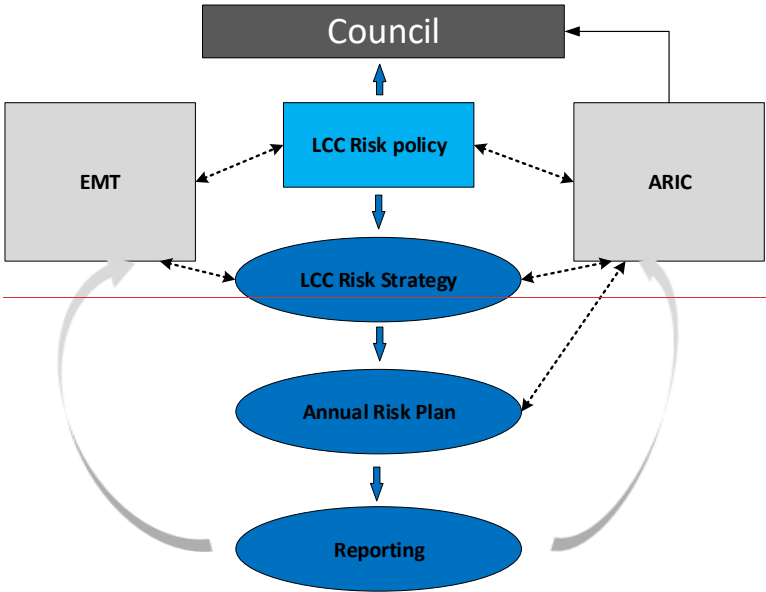 Council
LCC Risk policy
EMT
ARIC
LCC Risk Strategy
Annual Risk Plan
Reporting